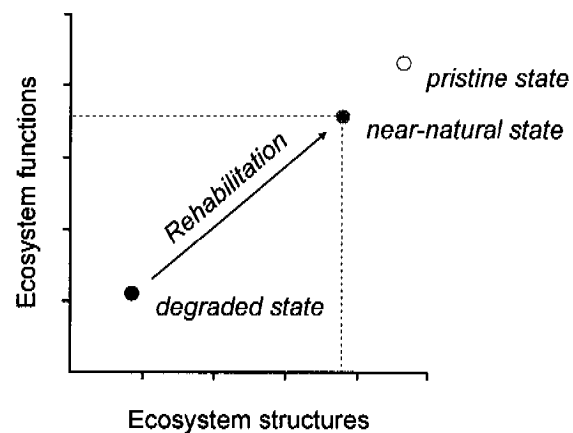 pristine state
near-natural state
Rehabilitation
degraded state
Ecosystem functions
Ecosystem structures